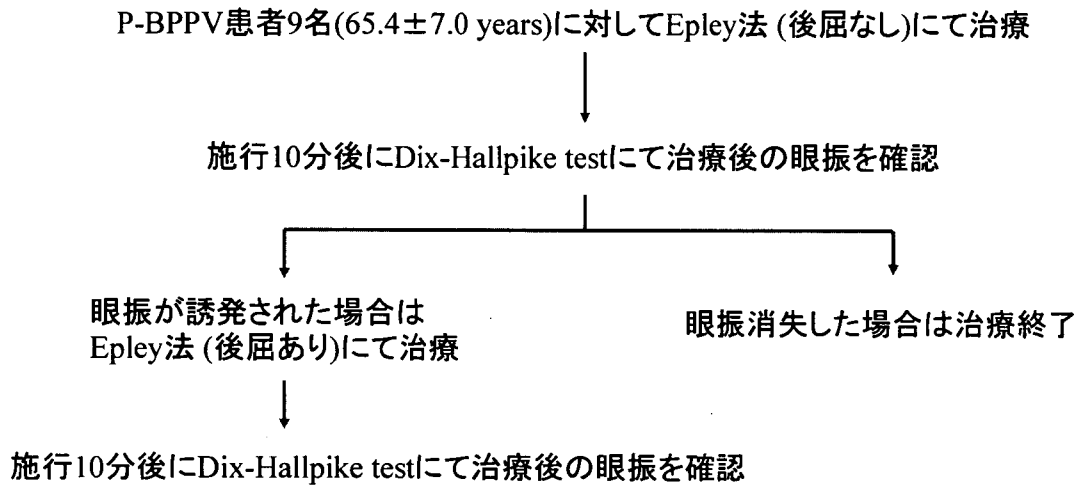 P-BPPV患者9名(65.4±7.0 years)に対してEpley法 (後屈なし)にて治療
施行10分後にDix-Hallpike testにて治療後の眼振を確認
眼振が誘発された場合は
Epley法 (後屈あり)にて治療
眼振消失した場合は治療終了
施行10分後にDix-Hallpike testにて治療後の眼振を確認